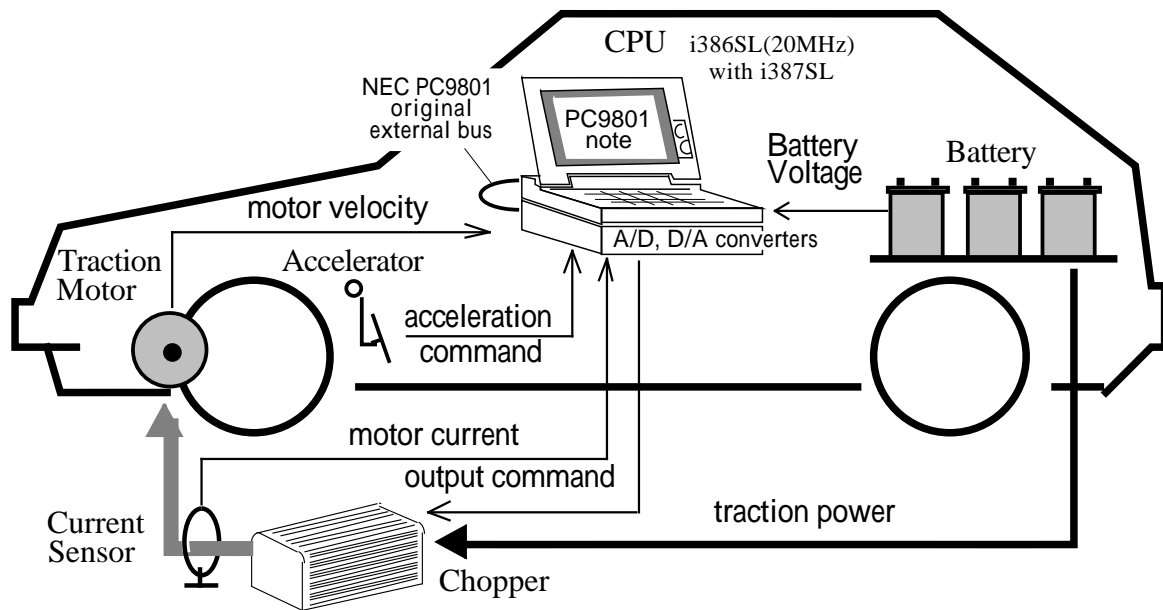 CPU i386SL(20MHz)
with i387SL
NEC PC9801
original
external bus
PC9801
note
Battery
Voltage
Battery
motor velocity
A/D, D/A converters
Traction
Motor
Accelerator
acceleration
command
motor current
output command
traction power
Current
Sensor
Chopper